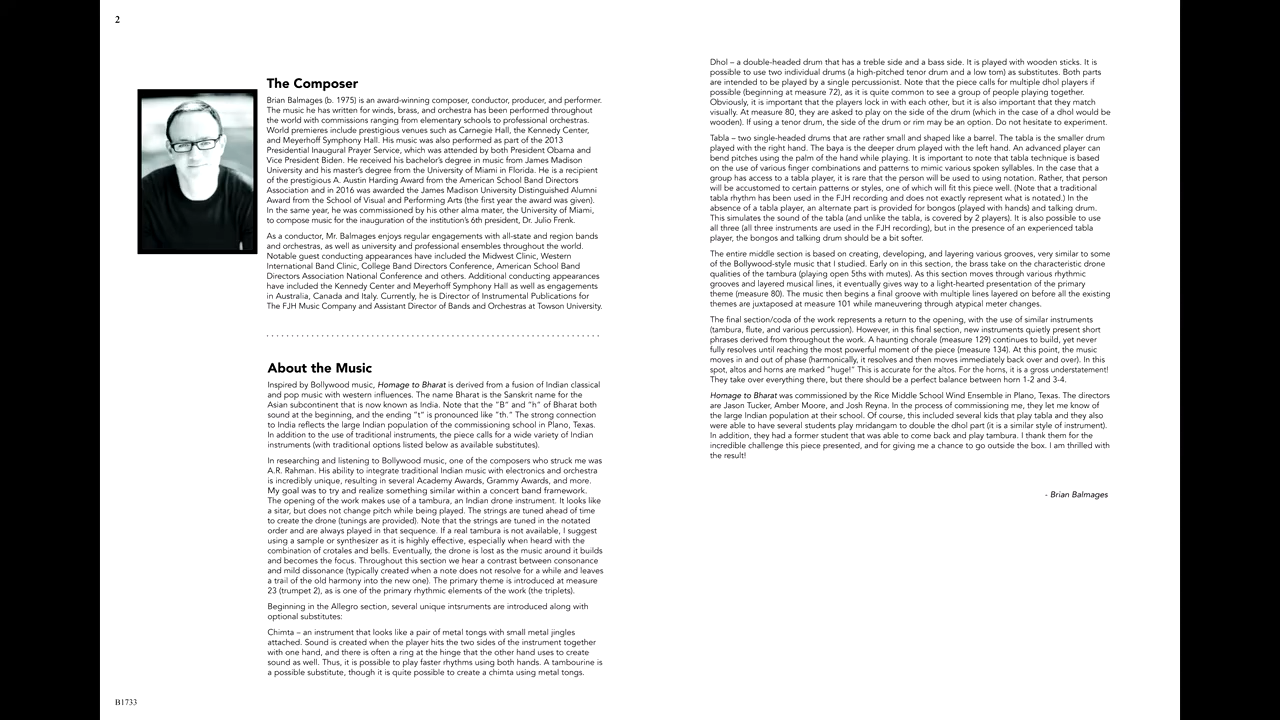 2
The Composer
Brian Balmages (b. 1975) is an award-winning composer, conductor, producer, and performer.
The music he has written for winds, brass, and orchestra has been performed throughout
the world with commissions ranging from elementary schools to professional orchestras.
World premieres include prestigious venues such as Carnegie Hall, the Kennedy Center,
and Meyerhoff Symphony Hall. His music was also performed as part of the 2013
Presidential Inaugural Prayer Service, which was attended by both President Obama and
Vice President Biden. He received his bachelor's degree in music from James Madison
University and his master's degree from the University of Miami in Florida. He is a recipient
of the prestigious A. Austin Harding Award from the American School Band Directors
Association and in 2016 was awarded the James Madison University Distinguished Alumni
Award from the School of Visual and Performing Arts (the first year the award was given).
In the same year, he was commissioned by his other alma mater, the University of Miami,
to compose music for the inauguration of the institution's 6th president, Dr. Julio Frenk.
As a conductor, Mr. Balmages enjoys regular engagements with all-state and region bands
and orchestras, as well as university and professional ensembles throughout the world.
Notable guest conducting appearances have included the Midwest Clinic, Western
International Band Clinic, College Band Directors Conference, American School Band
Directors Association National Conference and others. Additional conducting appearances
have included the Kennedy Center and Meyerhoff Symphony Hall as well as engagements
in Australia, Canada and Italy. Currently, he is Director of Instrumental Publications for
The FJH Music Company and Assistant Director of Bands and Orchestras at Towson University.
About the Music
Inspired by Bollywood music, Homage to Bharat is derived from a fusion of Indian classical
and pop music with western influences. The name Bharat is the Sanskrit name for the
Asian subcontinent that is now known as India. Note that the "B" and "h" of Bharat both
sound at the beginning, and the ending "t" is pronounced like "th." The strong connection
to India reflects the large Indian population of the commissioning school in Plano, Texas.
In addition to the use of traditional instruments, the piece calls for a wide variety of Indian
instruments (with traditional options listed below as available substitutes).
In researching and listening to Bollywood music, one of the composers who struck me was
A.R. Rahman. His ability to integrate traditional Indian music with electronics and orchestra
is incredibly unique, resulting in several Academy Awards, Grammy Awards, and more.
My goal was to try and realize something similar within a concert band framework.
The opening of the work makes use of a tambura, an Indian drone instrument. It looks like
a sitar, but does not change pitch while being played. The strings are tuned ahead of time
to create the drone (tunings are provided). Note that the strings are tuned in the notated
order and are always played in that sequence. If a real tambura is not available, I suggest
using a sample or synthesizer as it is highly effective, especially when heard with the
combination of crotales and bells. Eventually, the drone is lost as the music around it builds
and becomes the focus. Throughout this section we hear a contrast between consonance
and mild dissonance (typically created when a note does not resolve for a while and leaves
a trail of the old harmony into the new one). The primary theme is introduced at measure
23 (trumpet 2), as is one of the primary rhythmic elements of the work (the triplets).
Beginning in the Allegro section, several unique intsruments are introduced along with
optional substitutes:
Chimta – an instrument that looks like a pair of metal tongs with small metal jingles
attached. Sound is created when the player hits the two sides of the instrument together
with one hand, and there is often a ring at the hinge that the other hand uses to create
sound as well. Thus, it is possible to play faster rhythms using both hands. A tambourine is
a possible substitute, though it is quite possible to create a chimta using metal tongs.
B1733
Dhol – a double-headed drum that has a treble side and a bass side. It is played with wooden sticks. It is
possible to use two individual drums (a high-pitched tenor drum and a low tom) as substitutes. Both parts
are intended to be played by a single percussionist. Note that the piece calls for multiple dhol players if
possible (beginning at measure 72), as it is quite common to see a group of people playing together.
Obviously, it is important that the players lock in with each other, but it is also important that they match
visually. At measure 80, they are asked to play on the side of the drum (which in the case of a dhol would be
wooden). If using a tenor drum, the side of the drum or rim may be an option. Do not hesitate to experiment.
Tabla – two single-headed drums that are rather small and shaped like a barrel. The tabla is the smaller drum
played with the right hand. The baya is the deeper drum played with the left hand. An advanced player can
bend pitches using the palm of the hand while playing. It is important to note that tabla technique is based
on the use of various finger combinations and patterns to mimic various spoken syllables. In the case that a
group has access to a tabla player, it is rare that the person will be used to using notation. Rather, that person
will be accustomed to certain patterns or styles, one of which will fit this piece well. (Note that a traditional
tabla rhythm has been used in the FJH recording and does not exactly represent what is notated.) In the
absence of a tabla player, an alternate part is provided for bongos (played with hands) and talking drum.
This simulates the sound of the tabla (and unlike the tabla, is covered by 2 players). It is also possible to use
all three (all three instruments are used in the FJH recording), but in the presence of an experienced tabla
player, the bongos and talking drum should be a bit softer.
The entire middle section is based on creating, developing, and layering various grooves, very similar to some
of the Bollywood-style music that I studied. Early on in this section, the brass take on the characteristic drone
qualities of the tambura (playing open 5ths with mutes). As this section moves through various rhythmic
grooves and layered musical lines, it eventually gives way to a light-hearted presentation of the primary
theme (measure 80). The music then begins a final groove with multiple lines layered on before all the existing
themes are juxtaposed at measure 101 while maneuvering through atypical meter changes.
The final section/coda of the work represents a return to the opening, with the use of similar instruments
(tambura, flute, and various percussion). However, in this final section, new instruments quietly present short
phrases derived from throughout the work. A haunting chorale (measure 129) continues to build, yet never
fully resolves until reaching the most powerful moment of the piece (measure 134). At this point, the music
moves in and out of phase (harmonically, it resolves and then moves immediately back over and over). In this
spot, altos and horns are marked "huge!" This is accurate for the altos. For the horns, it is a gross understatement!
They take over everything there, but there should be a perfect balance between horn 1-2 and 3-4.
Homage to Bharat was commissioned by the Rice Middle School Wind Ensemble in Plano, Texas. The directors
are Jason Tucker, Amber Moore, and Josh Reyna. In the process of commissioning me, they let me know of
the large Indian population at their school. Of course, this included several kids that play tabla and they also
were able to have several students play mridangam to double the dhol part (it is a similar style of instrument).
In addition, they had a former student that was able to come back and play tambura. I thank them for the
incredible challenge this piece presented, and for giving me a chance to go outside the box. I am thrilled with
the result!
- Brian Balmages